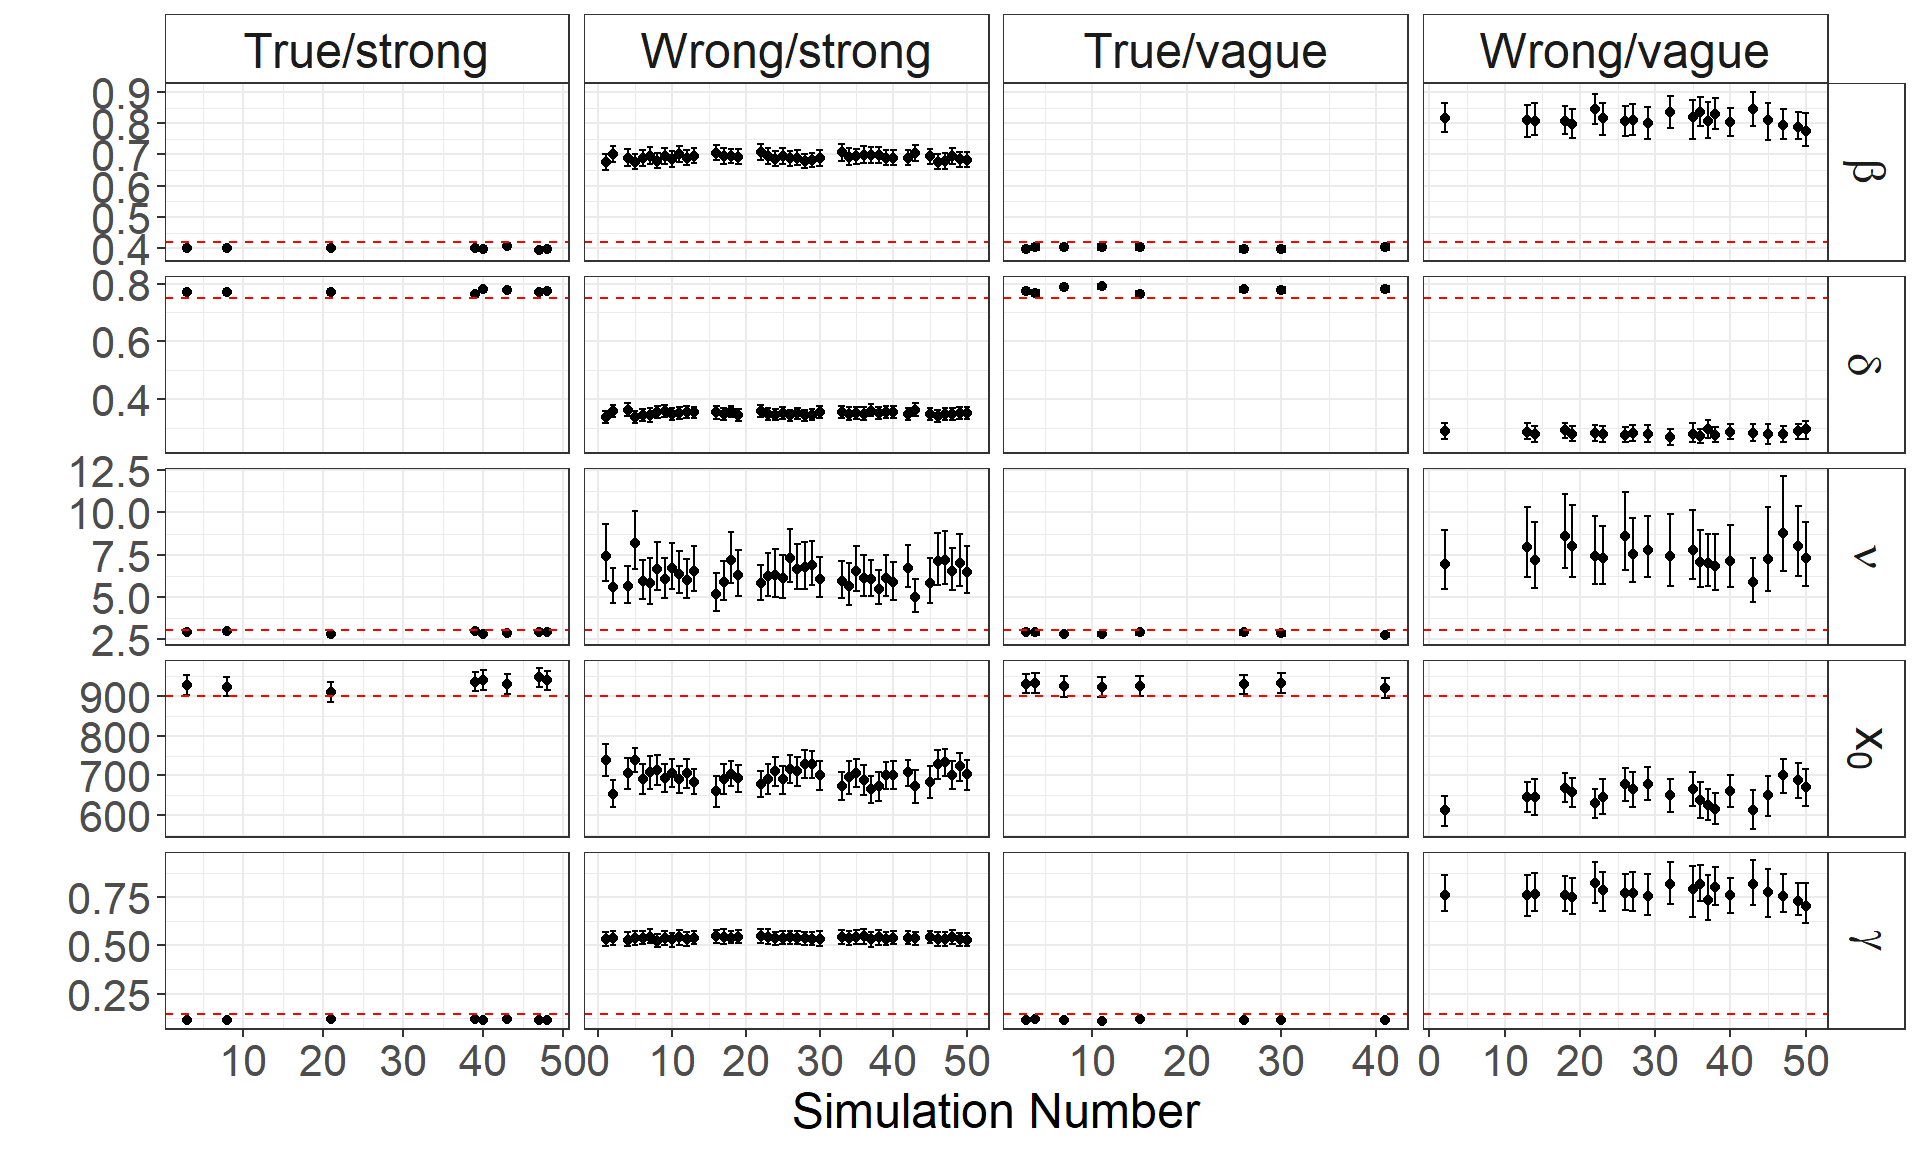 True/strong Wrong/strong True/vague Wrong/vague
0.9
0.8
0.7
0.6
0.5
0.4
β
0.8
0.6
0.4
δ
12.5
10.0
7.5
5.0
2.5
ν
900
800
700
600
x₀
0.75
0.50
0.25
γ
10 20 30 40 50 0 10 20 30 40 50 10 20 30 40 0 10 20 30 40 50
Simulation Number